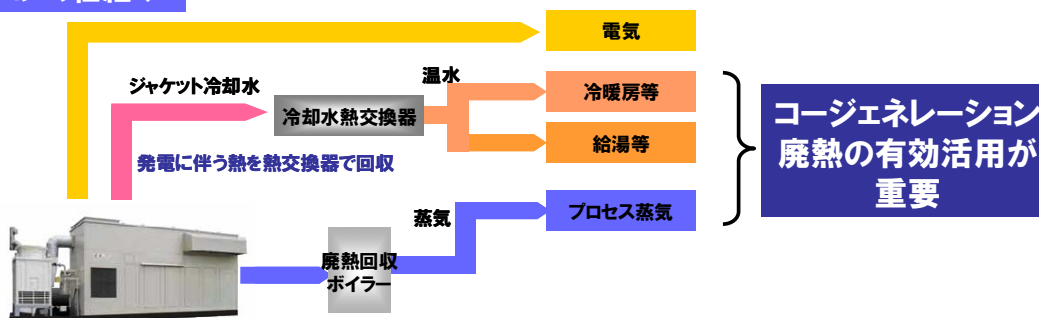 電気
ジャケット冷却水
温水
冷却水熱交換器
冷暖房等
給湯等
発電に伴う熱を熱交換器で回収
蒸気
プロセス蒸気
廃熱回収
ボイラー
コージェネレーション
廃熱の有効活用が
重要